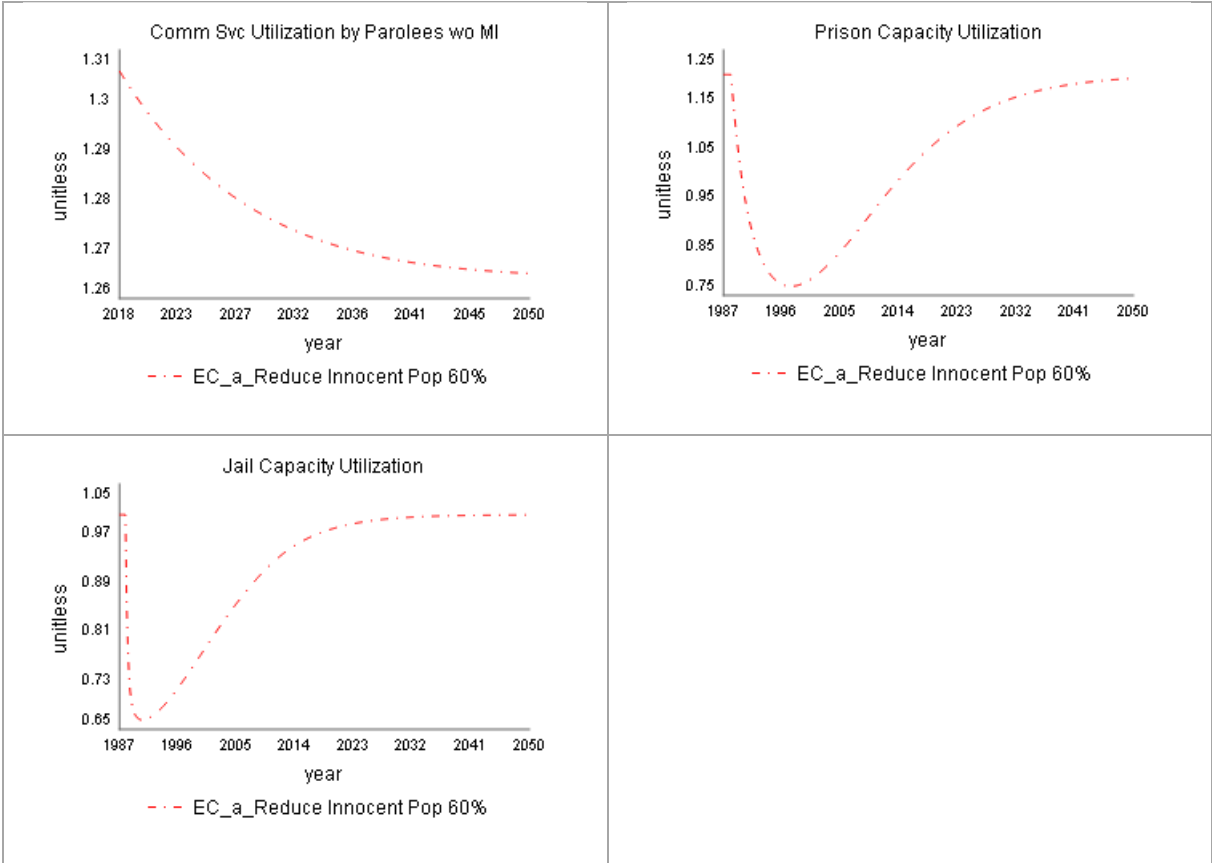 Comm Svc Utilization by Parolees wo MI
1.31
1.3
1.29
1.28
1.27
1.26
unitless
2018 2023 2027 2032 2036 2041 2045 2050
year
EC_a_Reduce Innocent Pop 60%
Prison Capacity Utilization
1.25
1.15
1.05
0.95
0.85
0.75
unitless
1987 1996 2005 2014 2023 2032 2041 2050
year
EC_a_Reduce Innocent Pop 60%
Jail Capacity Utilization
1.05
0.97
0.89
0.81
0.73
0.65
unitless
1987 1996 2005 2014 2023 2032 2041 2050
year
EC_a_Reduce Innocent Pop 60%